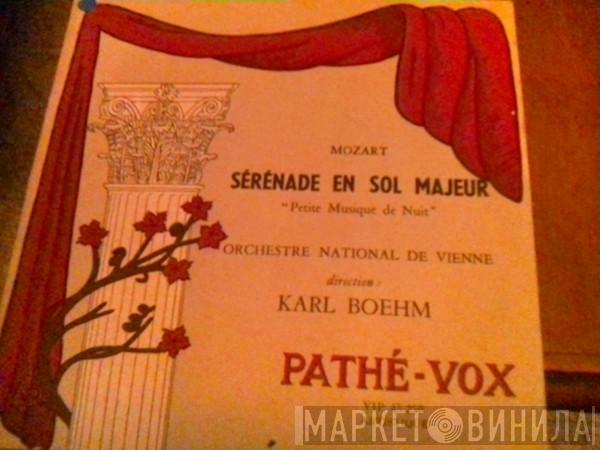 MOZART
SÉRÉNADE EN SOL MAJEUR
"Petite Musique de Nuit"
ORCHESTRE NATIONAL DE VIENNE
direction :
KARL BOEHM
PATHÉ-VOX
МАРКЕТ ВИНИЛА